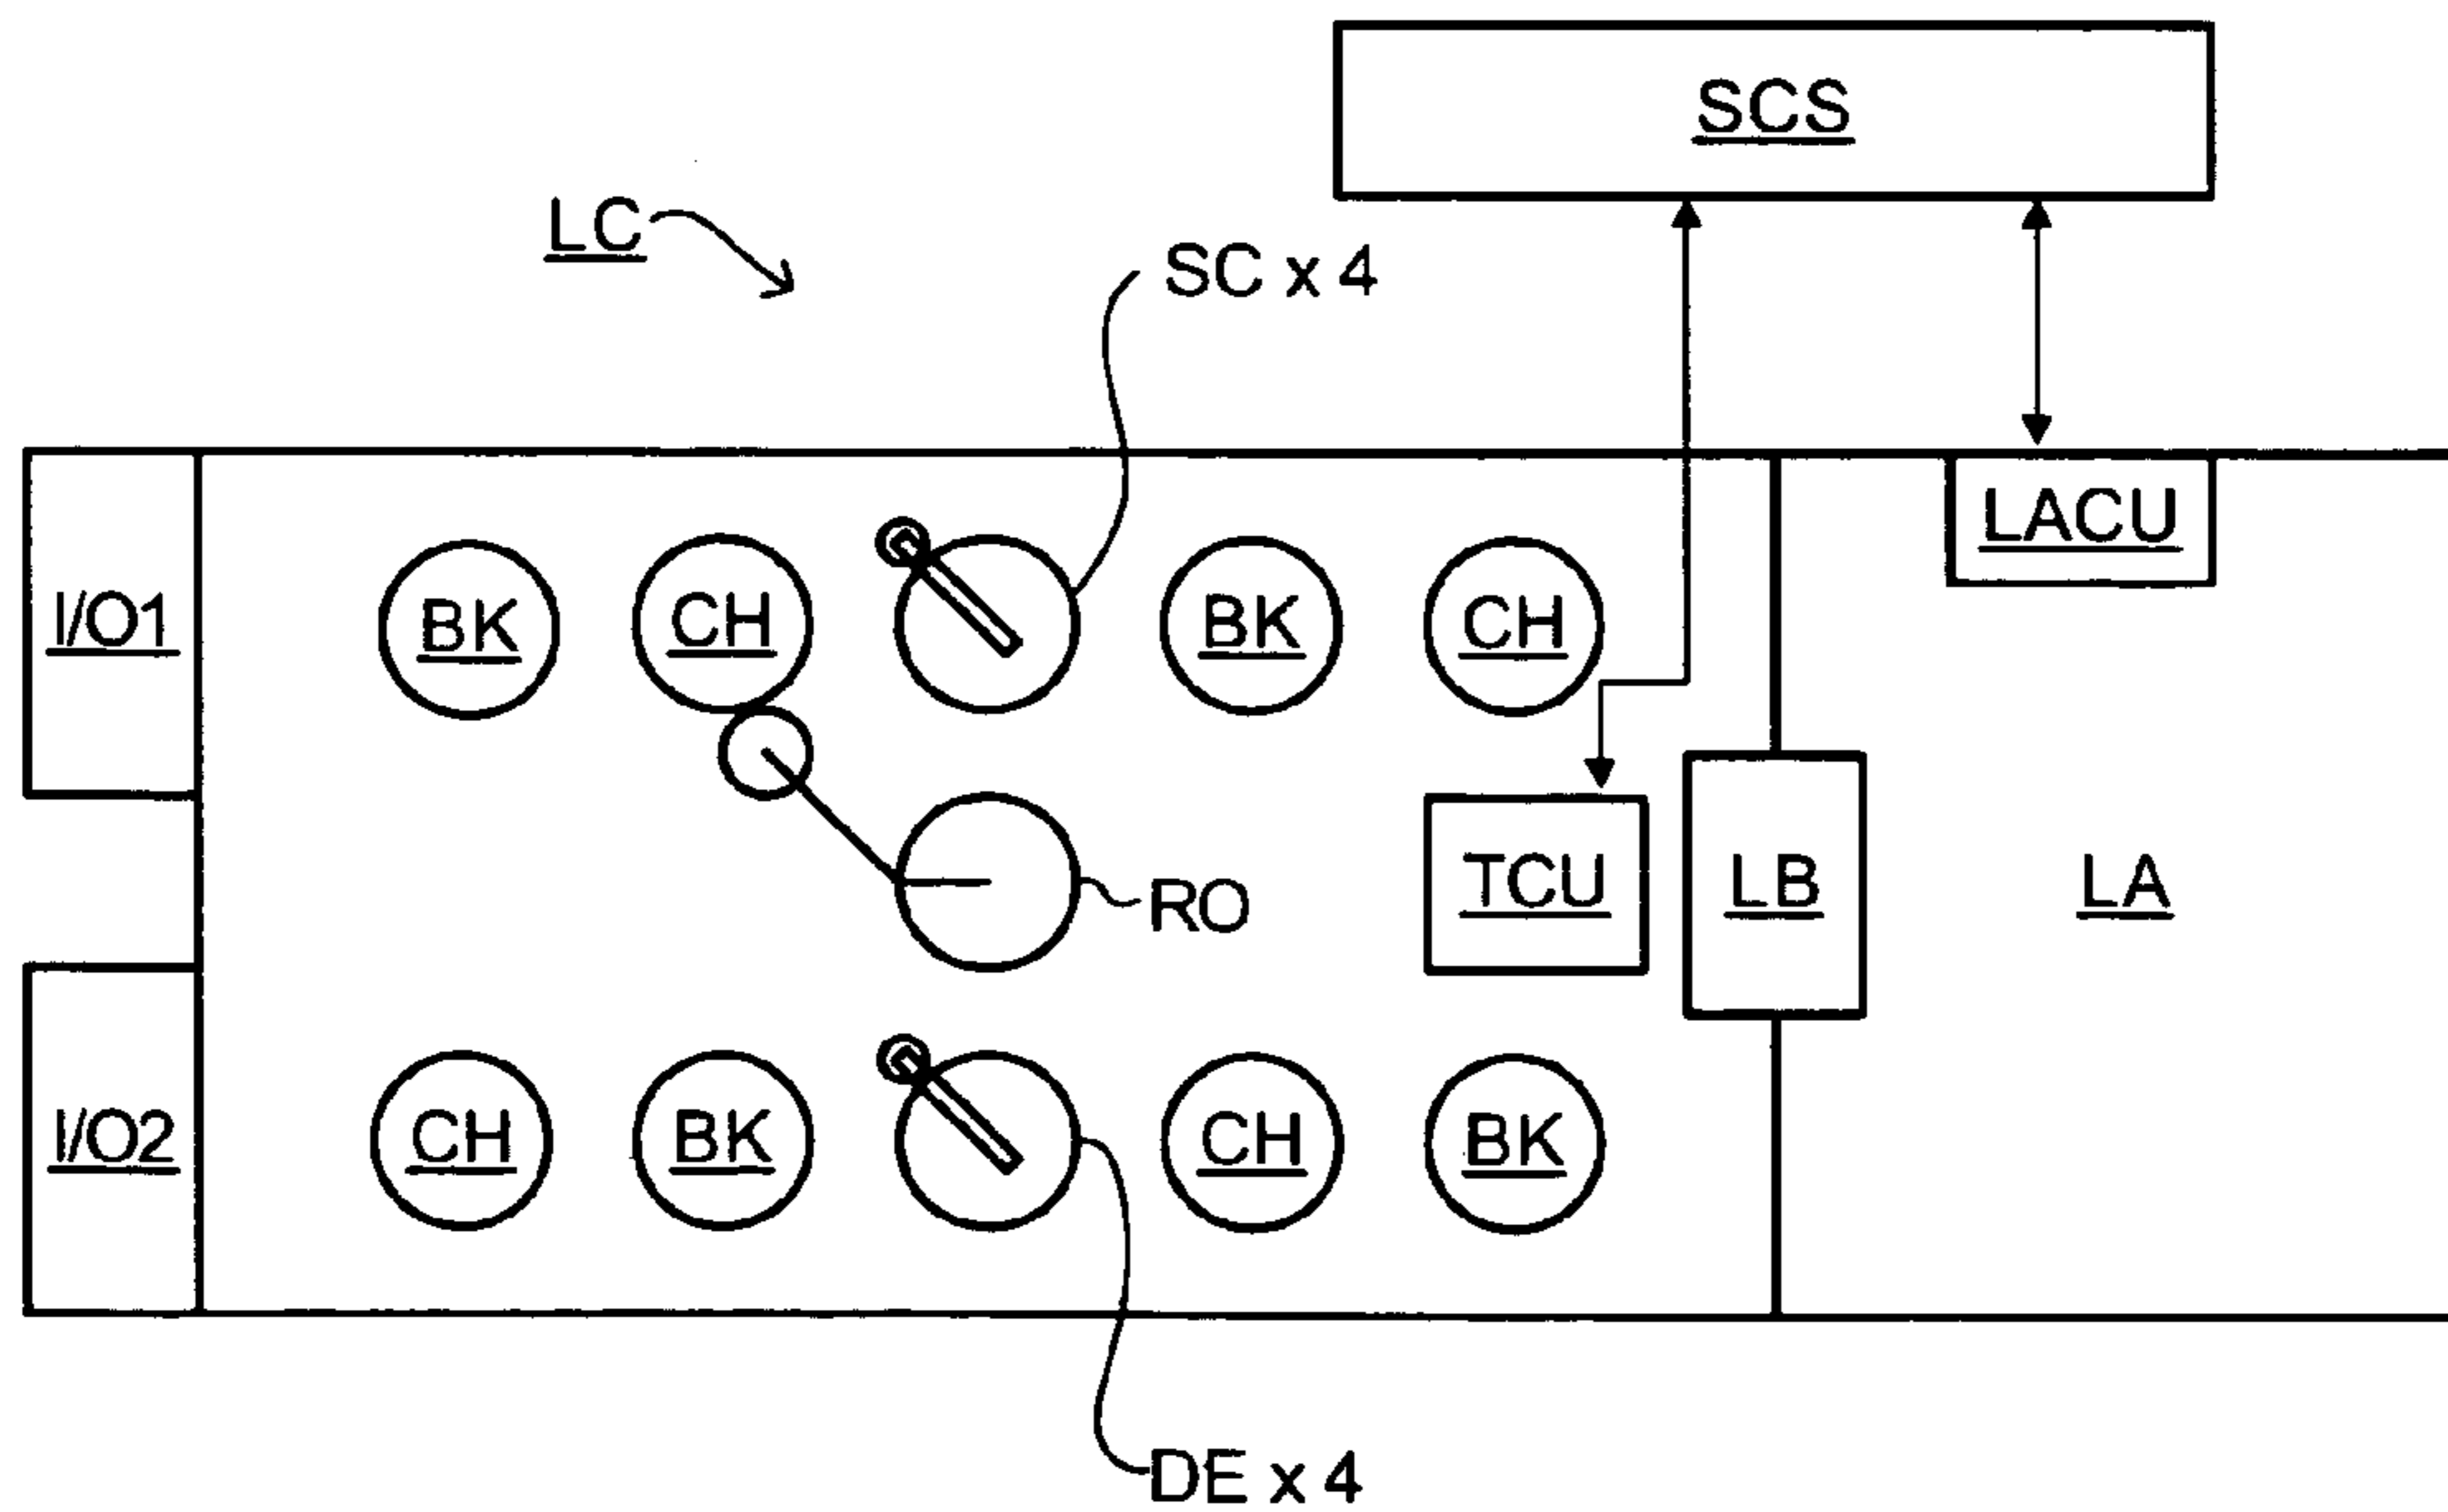 SCS
LC
SC x 4
LACU
I/O1
BK
CH
BK
CH
RO
TCU
LB
LA
I/O2
CH
BK
CH
BK
DE x 4